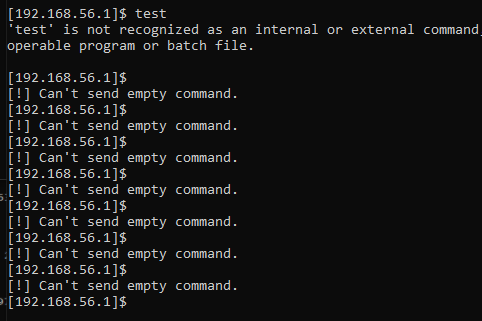 [192.168.56.1]$ test
'test' is not recognized as an internal or external command,
operable program or batch file.
[192.168.56.1]$
[!] Can't send empty command.
[192.168.56.1]$
[!] Can't send empty command.
[192.168.56.1]$
[!] Can't send empty command.
[192.168.56.1]$
[!] Can't send empty command.
[192.168.56.1]$
[!] Can't send empty command.
[192.168.56.1]$
[!] Can't send empty command.
[192.168.56.1]$
[!] Can't send empty command.
[192.168.56.1]$